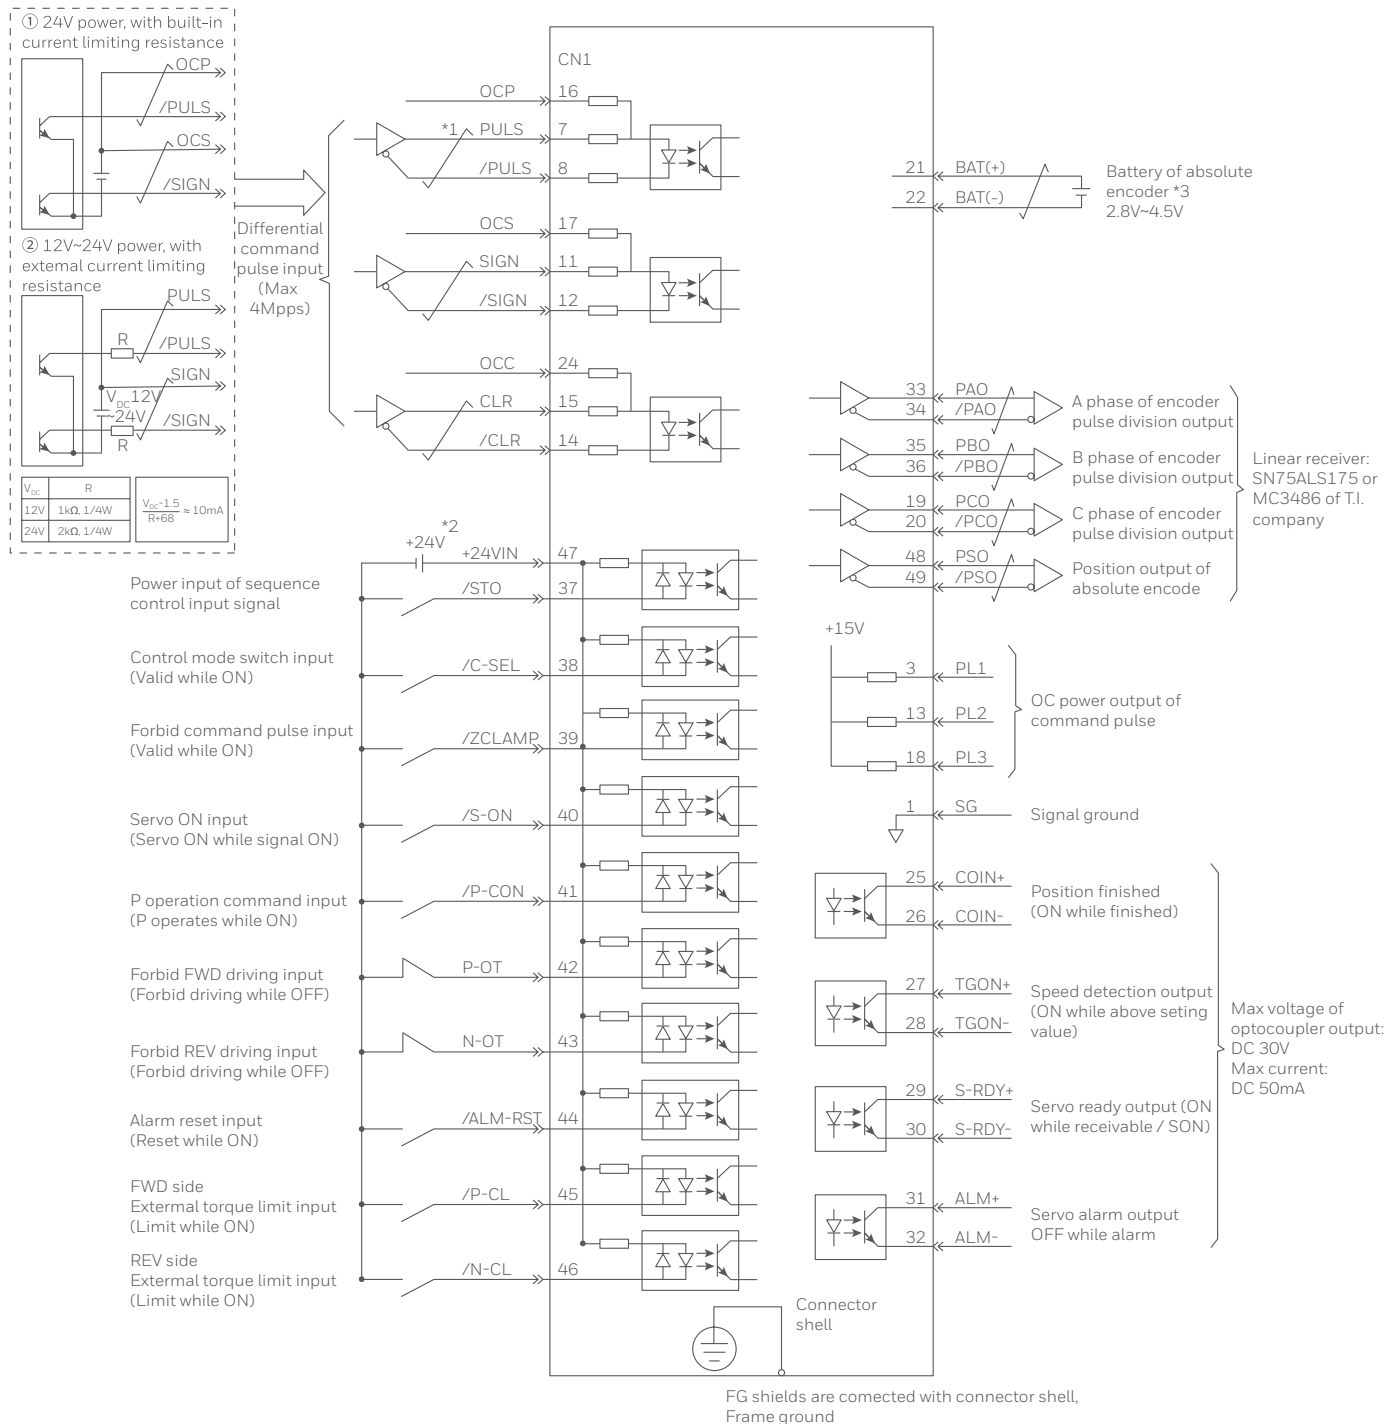 ① 24V power, with built-in
current limiting resistance
OCP
/PULS
OCS
/SIGN
② 12V~24V power, with
external current limiting
resistance
PULS
R
/PULS
SIGN
VDC12V
~24V
/SIGN
R
VDC R
12V 1kΩ, 1/4W
24V 2kΩ, 1/4W
VDC-1.5
R+68
≈ 10mA
Differential
command
pulse input
(Max
4Mpps)
CN1
OCP 16
*1 PULS 7
/PULS 8
OCS 17
SIGN 11
/SIGN 12
OCC 24
CLR 15
/CLR 14
*2
+24V
+24VIN 47
Power input of sequence
control input signal
/STO 37
Control mode switch input
(Valid while ON)
/C-SEL 38
Forbid command pulse input
(Valid while ON)
/ZCLAMP 39
Servo ON input
(Servo ON while signal ON)
/S-ON 40
P operation command input
(P operates while ON)
/P-CON 41
Forbid FWD driving input
(Forbid driving while OFF)
P-OT 42
Forbid REV driving input
(Forbid driving while OFF)
N-OT 43
Alarm reset input
(Reset while ON)
/ALM-RST 44
FWD side
External torque limit input
(Limit while ON)
/P-CL 45
REV side
External torque limit input
(Limit while ON)
/N-CL 46
21 BAT(+)
22 BAT(-)
Battery of absolute
encoder *3
2.8V~4.5V
33 PAO
34 /PAO
A phase of encoder
pulse division output
35 PBO
36 /PBO
B phase of encoder
pulse division output
19 PCO
20 /PCO
C phase of encoder
pulse division output
48 PSO
49 /PSO
Position output of
absolute encode
Linear receiver:
SN75ALS175 or
MC3486 of T.I.
company
+15V
3 PL1
13 PL2
18 PL3
OC power output of
command pulse
1 SG
Signal ground
25 COIN+
26 COIN-
Position finished
(ON while finished)
27 TGON+
28 TGON-
Speed detection output
(ON while above seting
value)
29 S-RDY+
30 S-RDY-
Servo ready output (ON
while receivable / SON)
31 ALM+
32 ALM-
Servo alarm output
OFF while alarm
Max voltage of
optocoupler output:
DC 30V
Max current:
DC 50mA
Connector
shell
FG shields are comected with connector shell,
Frame ground